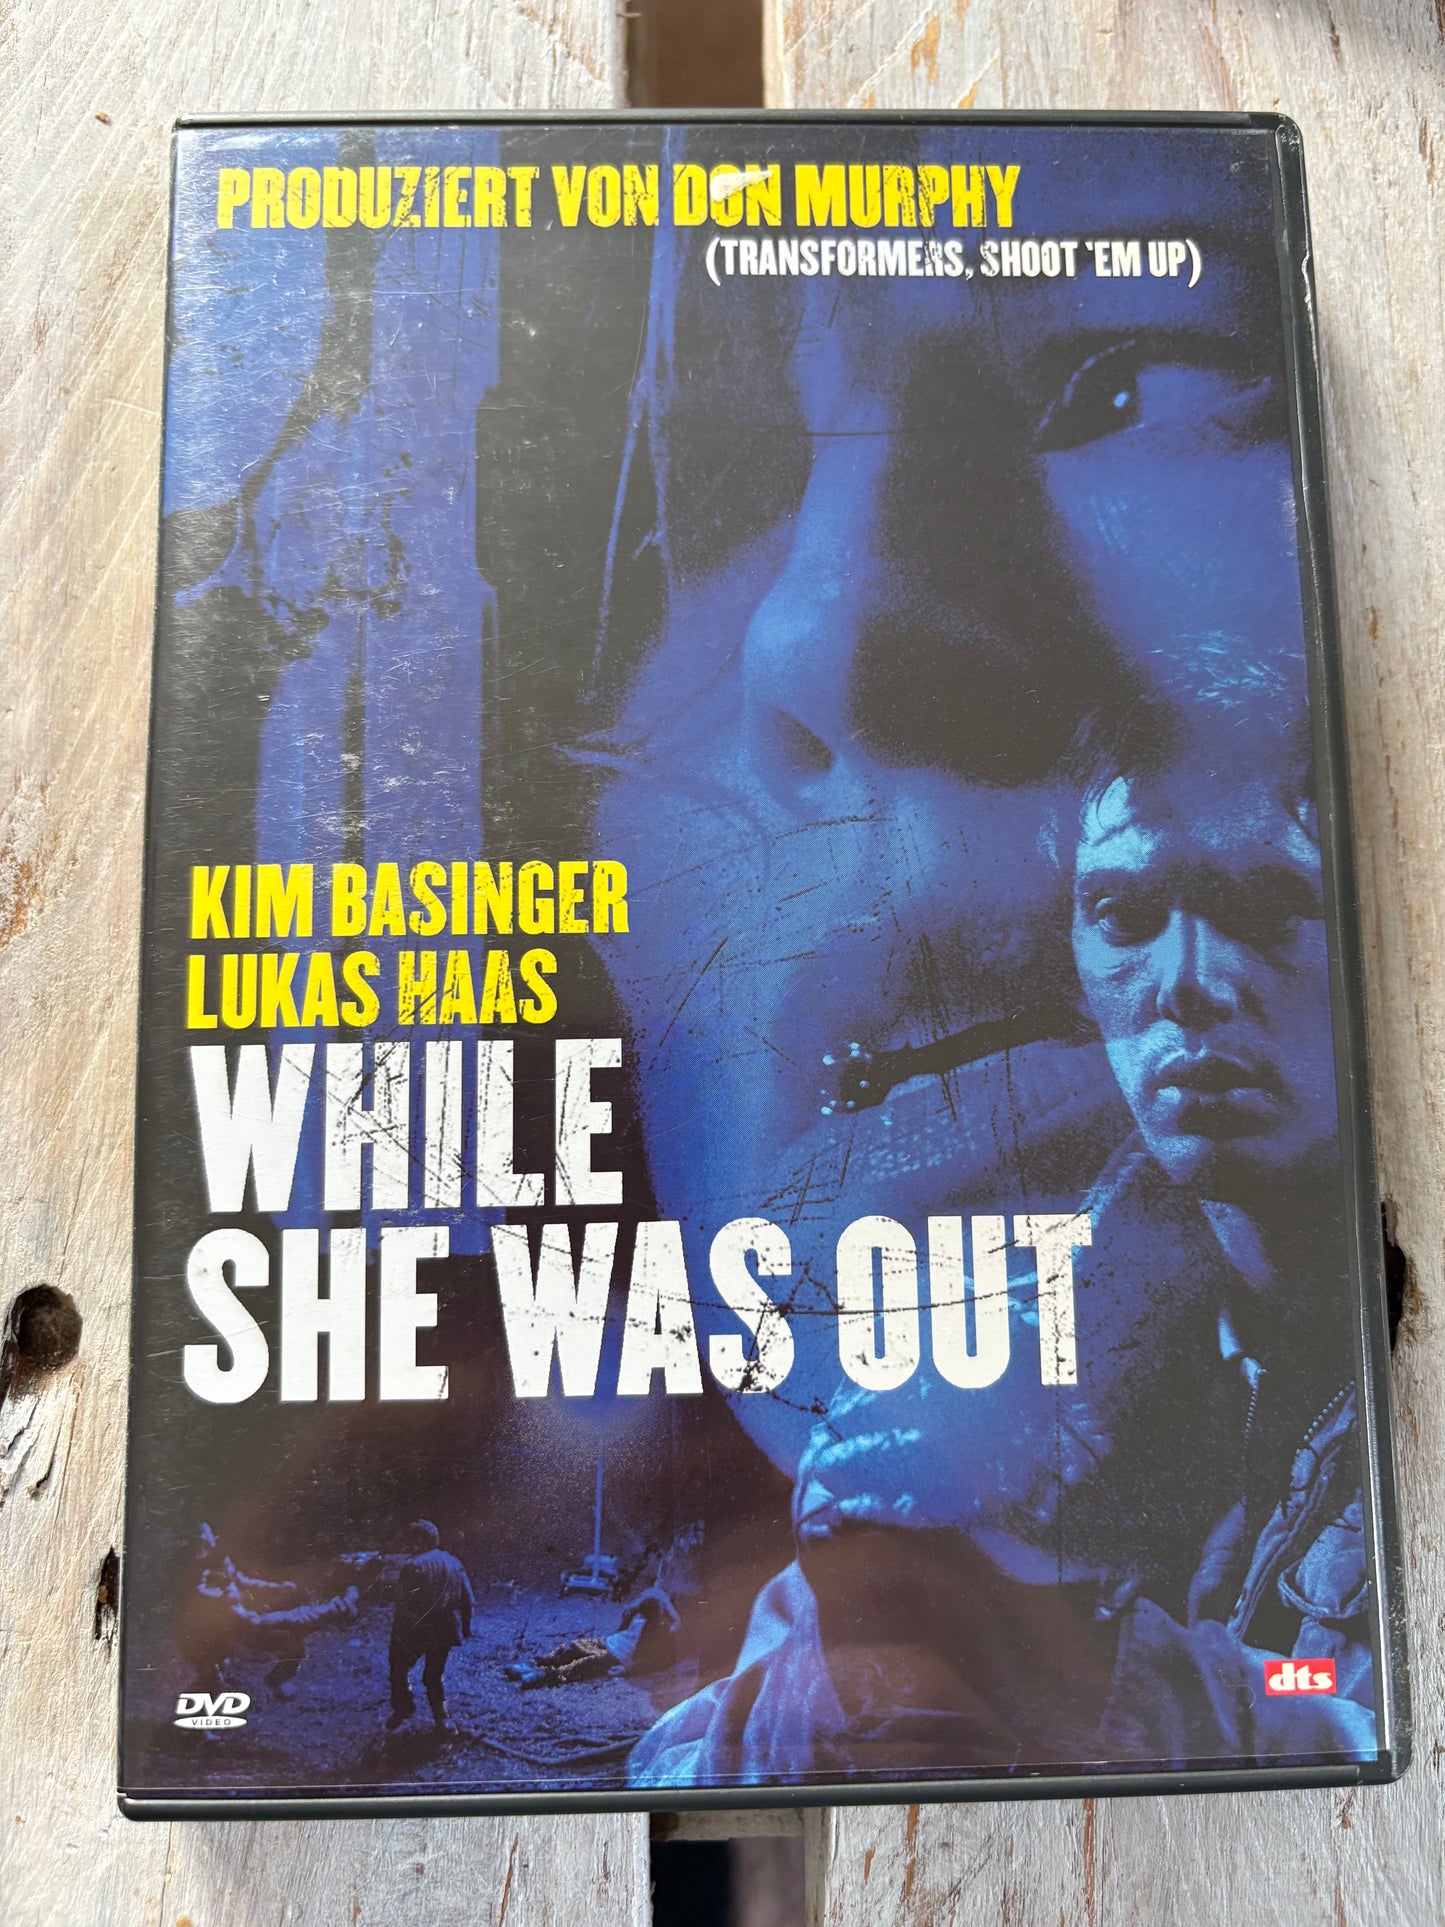 PRODUZIERT VON DON MURPHY
(TRANSFORMERS, SHOOT 'EM UP)
KIM BASINGER
LUKAS HAAS
WHILE
SHE WAS OUT
DVD
VIDEO
dts